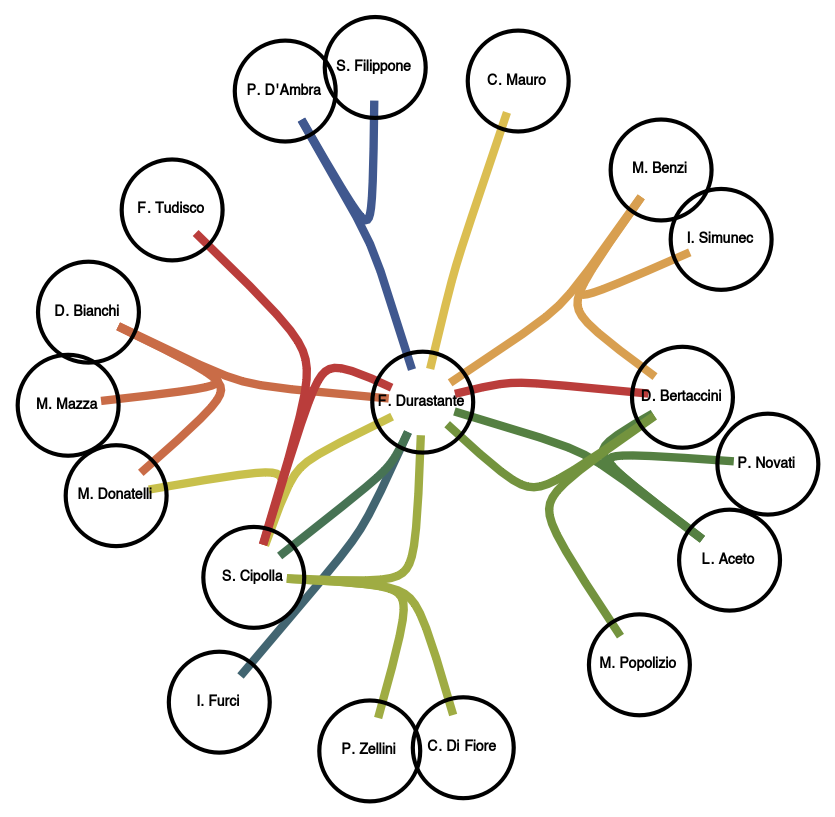 S. Filippone
C. Mauro
P. D'Ambra
M. Benzi
F. Tudisco
I. Simunec
D. Bianchi
M. Mazza
F. Durastante
D. Bertaccini
P. Novati
M. Donatelli
L. Aceto
S. Cipolla
M. Popolizio
I. Furci
P. Zellini
C. Di Fiore